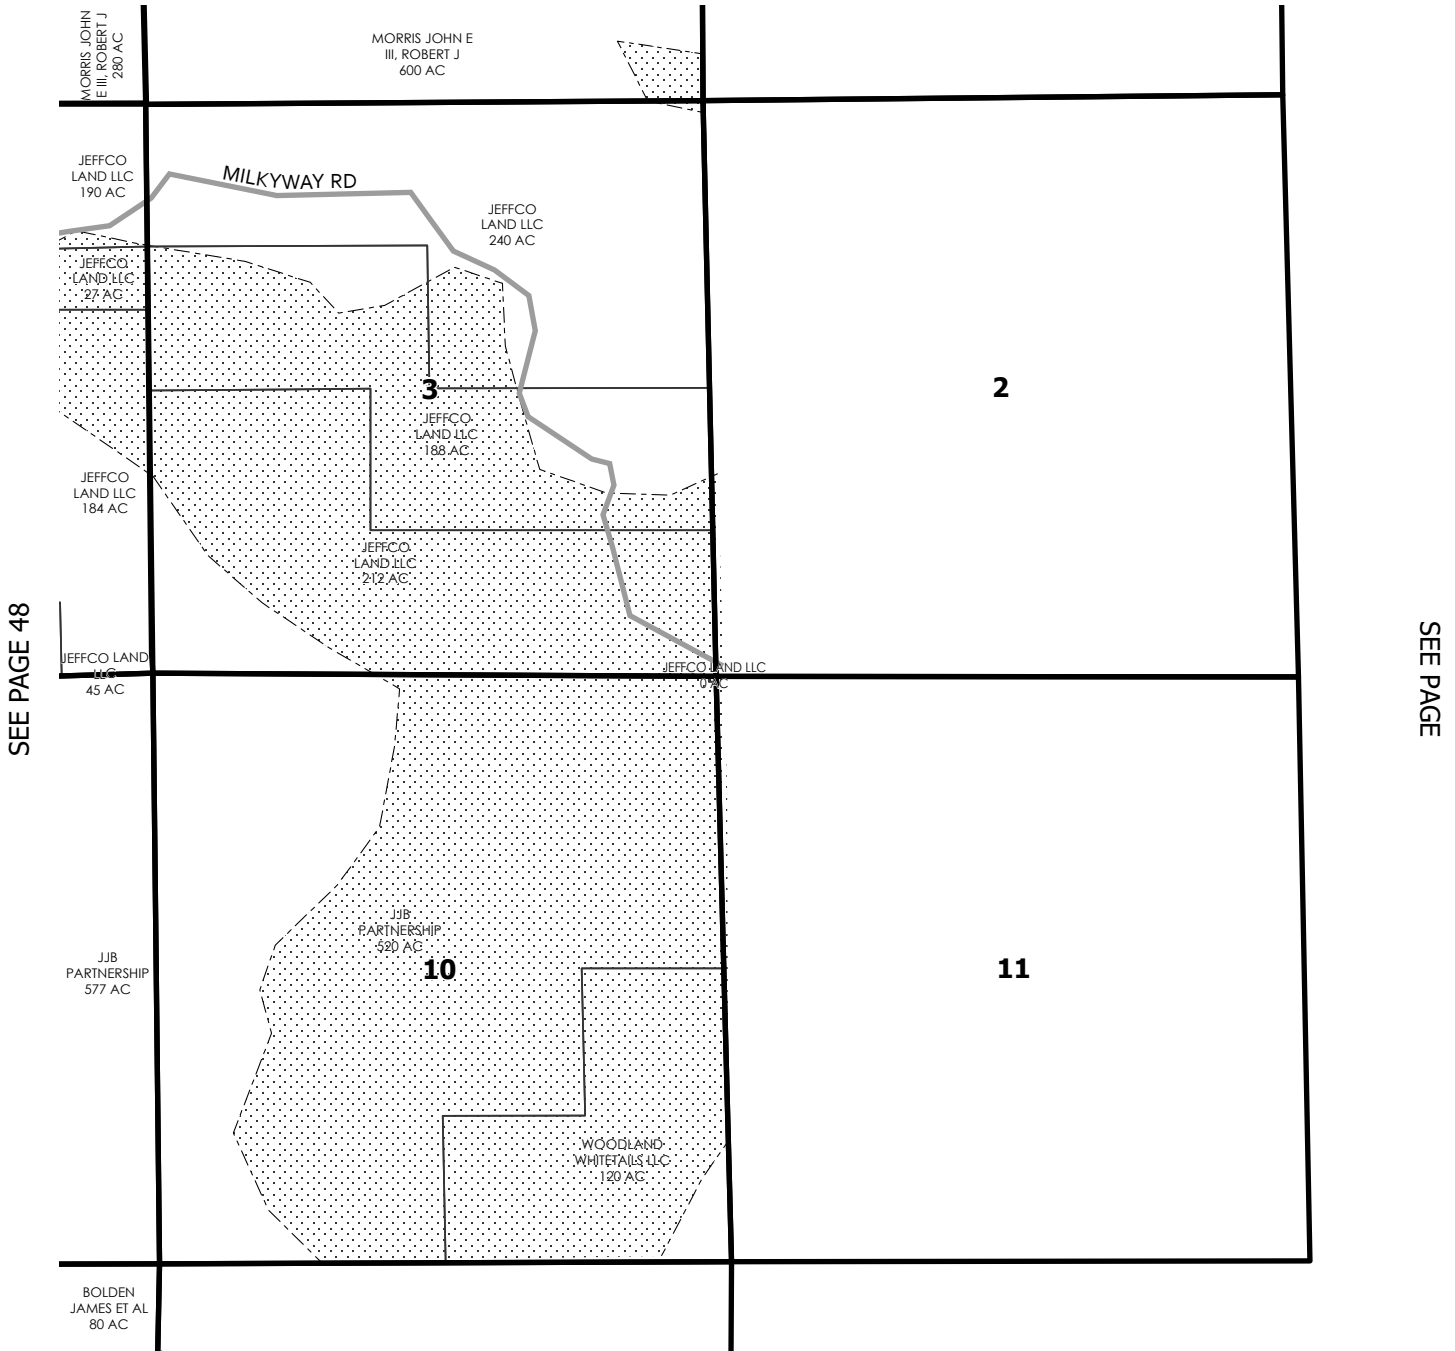 MORRIS JOHN
E III, ROBERT J
280 AC
MORRIS JOHN E
III, ROBERT J
600 AC
JEFFCO
LAND LLC
190 AC
MILKYWAY RD
JEFFCO
LAND LLC
240 AC
JEFFCO
LAND LLC
27 AC
3
2
JEFFCO
LAND LLC
188 AC
JEFFCO
LAND LLC
184 AC
JEFFCO
LAND LLC
212 AC
SEE PAGE 48
SEE PAGE
JEFFCO LAND
LLC
45 AC
JEFFCO LAND LLC
0 AC
JJB
PARTNERSHIP
520 AC
10
11
JJB
PARTNERSHIP
577 AC
WOODLAND
WHITETAILS LLC
120 AC
BOLDEN
JAMES ET AL
80 AC